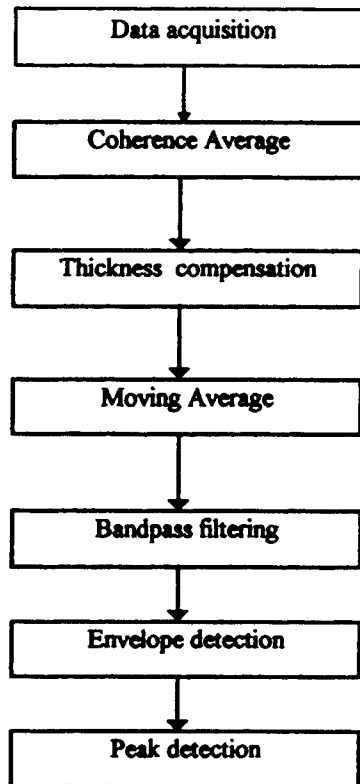 Data acquisition
Coherence Average
Thickness compensation
Moving Average
Bandpass filtering
Envelope detection
Peak detection